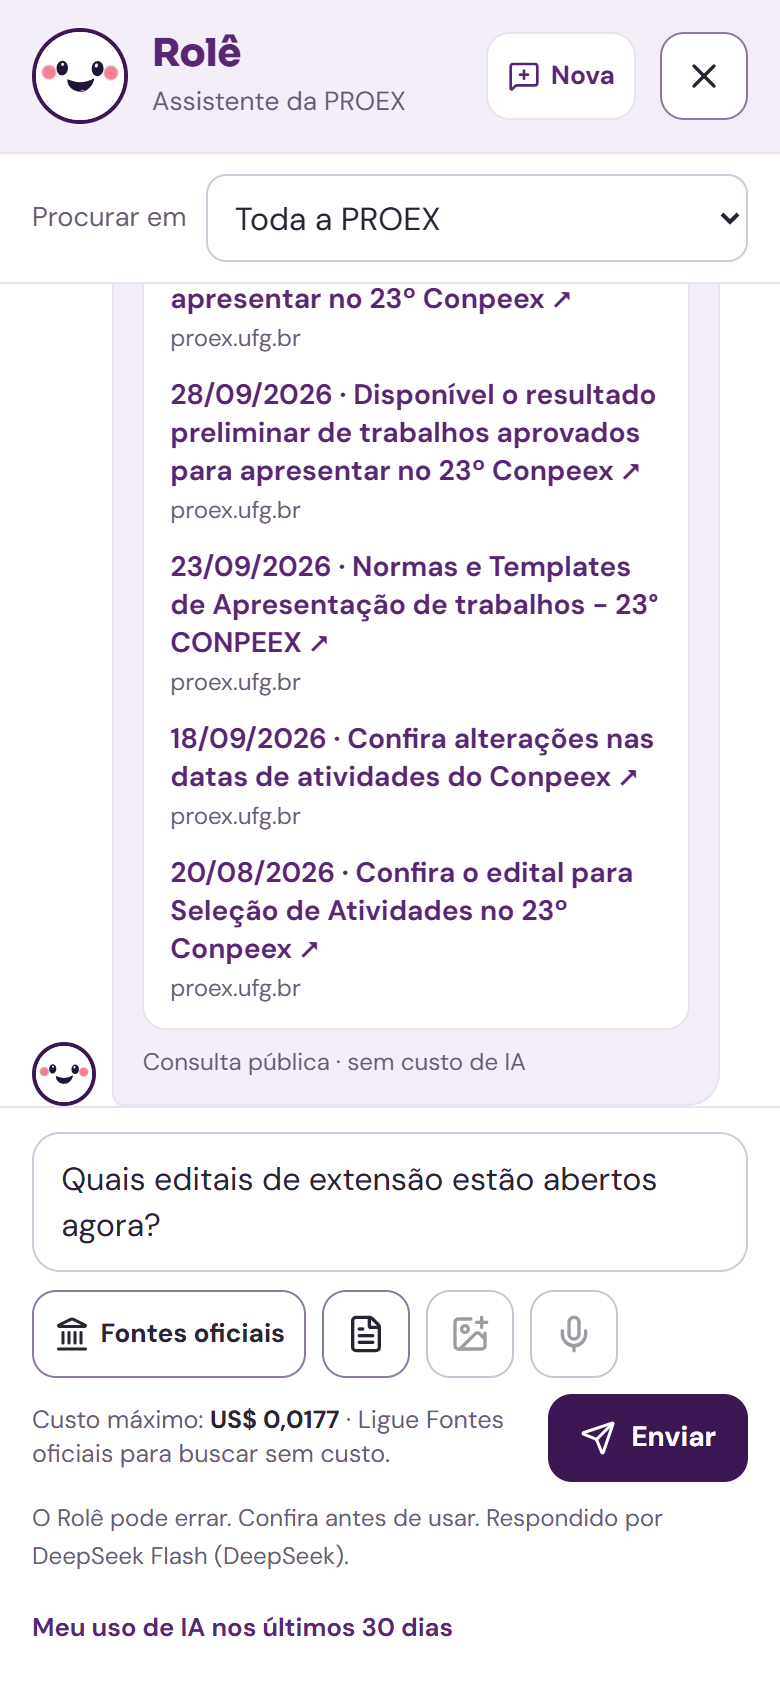 Rolê
Assistente da PROEX
Nova
Procurar em
Toda a PROEX
apresentar no 23º Conpeex ↗
proex.ufg.br
28/09/2026 · Disponível o resultado
preliminar de trabalhos aprovados
para apresentar no 23º Conpeex ↗
proex.ufg.br
23/09/2026 · Normas e Templates
de Apresentação de trabalhos – 23°
CONPEEX ↗
proex.ufg.br
18/09/2026 · Confira alterações nas
datas de atividades do Conpeex ↗
proex.ufg.br
20/08/2026 · Confira o edital para
Seleção de Atividades no 23º
Conpeex ↗
proex.ufg.br
Consulta pública · sem custo de IA
Quais editais de extensão estão abertos
agora?
Fontes oficiais
Custo máximo: US$ 0,0177 · Ligue Fontes
oficiais para buscar sem custo.
Enviar
O Rolê pode errar. Confira antes de usar. Respondido por
DeepSeek Flash (DeepSeek).
Meu uso de IA nos últimos 30 dias